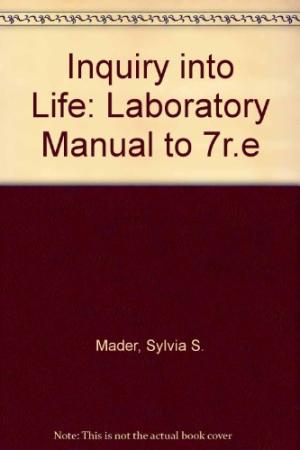 Inquiry into
Life: Laboratory
Manual to 7r.e
Mader, Sylvia S.
Note: This is not the actual book cover